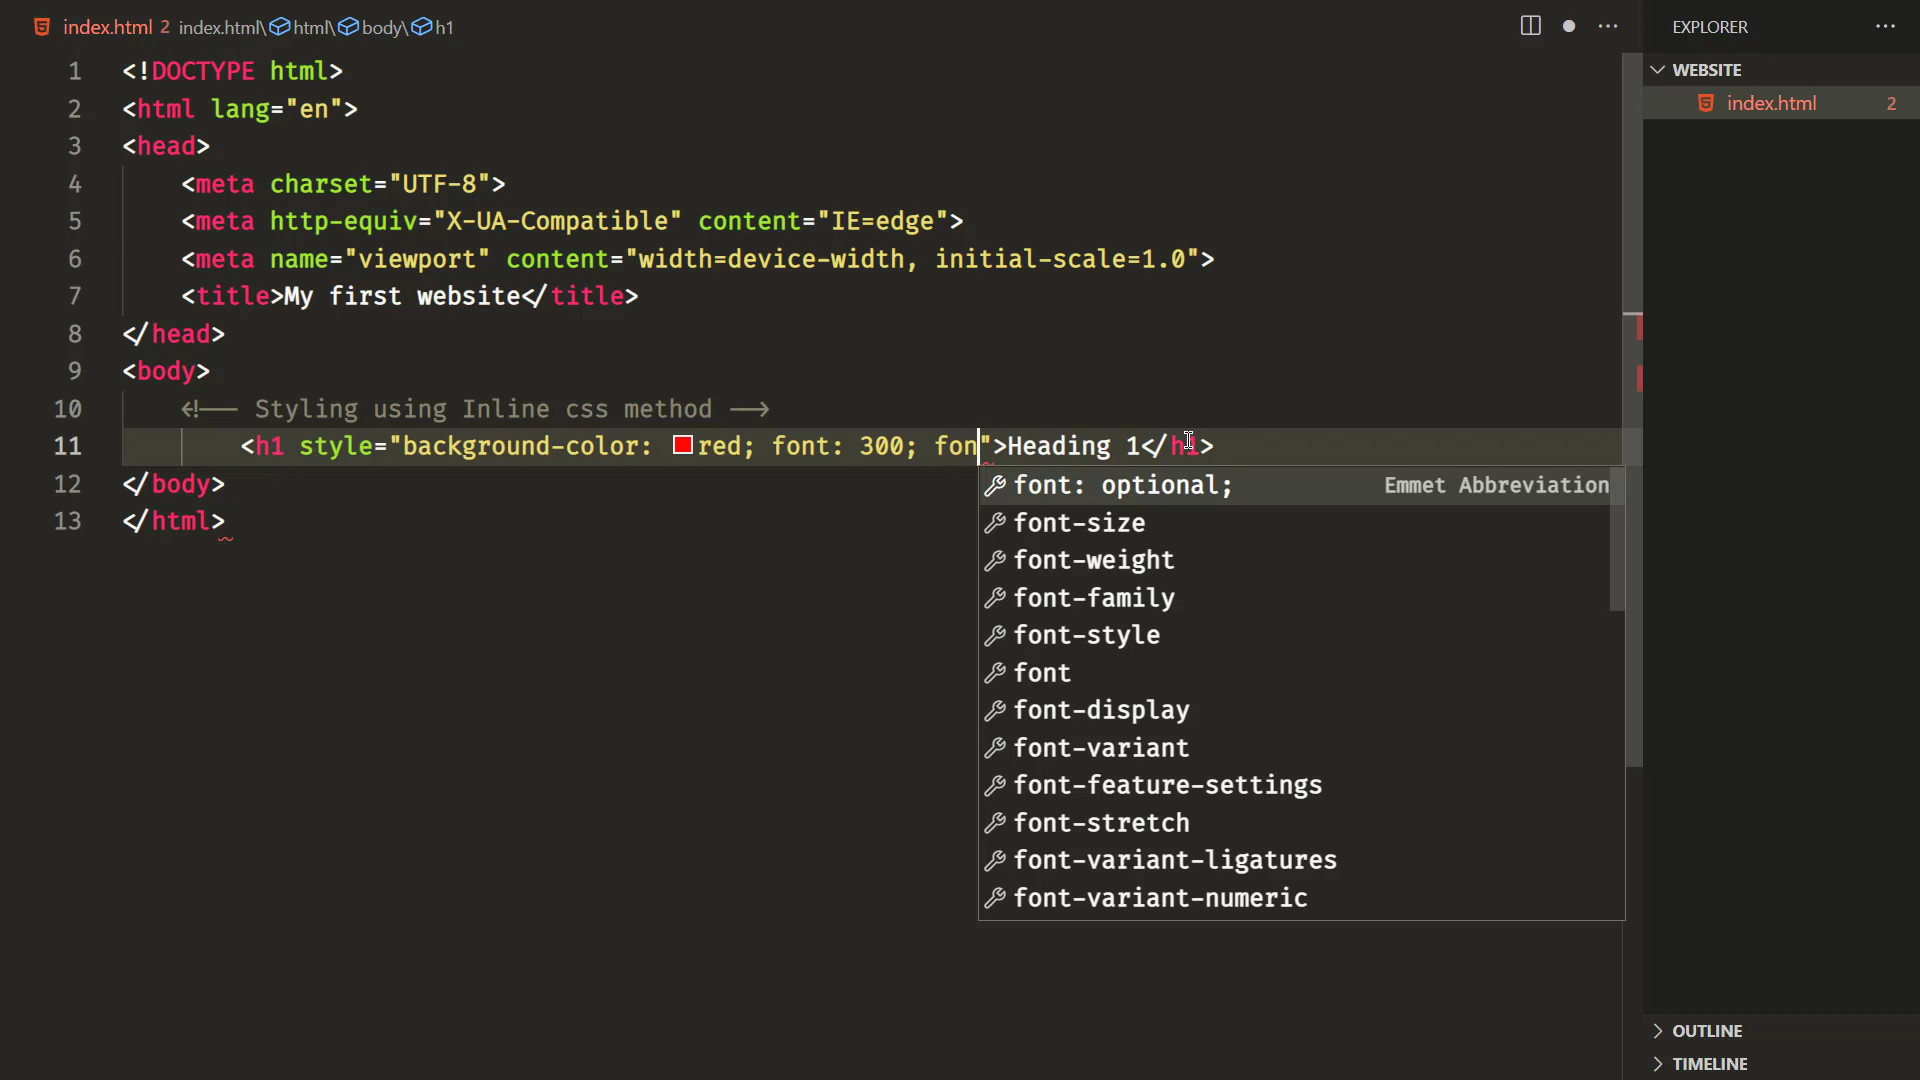 index.html 2 index.html\html\body\h1
EXPLORER
WEBSITE
index.html 2
1 <!DOCTYPE html>
2 <html lang="en">
3 <head>
4 <meta charset="UTF-8">
5 <meta http-equiv="X-UA-Compatible" content="IE=edge">
6 <meta name="viewport" content="width=device-width, initial-scale=1.0">
7 <title>My first website</title>
8 </head>
9 <body>
10 <!-- Styling using Inline css method -->
11 <h1 style="background-color: red; font: 300; fon">Heading 1</h1>
12 </body>
13 </html>
font: optional; Emmet Abbreviation
font-size
font-weight
font-family
font-style
font
font-display
font-variant
font-feature-settings
font-stretch
font-variant-ligatures
font-variant-numeric
OUTLINE
TIMELINE